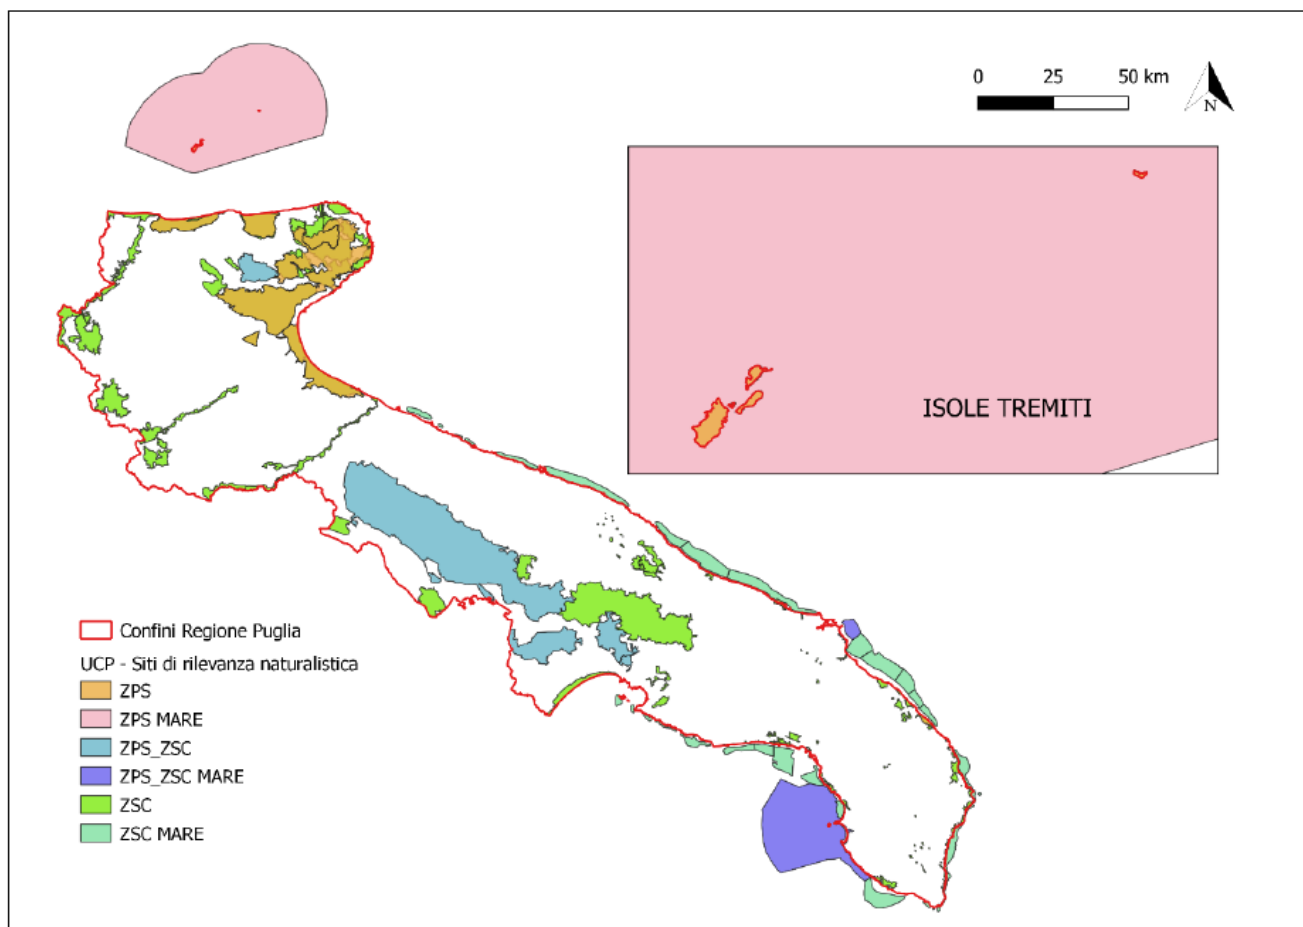 0 25 50 km
N
ISOLE TREMITI
Confini Regione Puglia
UCP - Siti di rilevanza naturalistica
ZPS
ZPS MARE
ZPS_ZSC
ZPS_ZSC MARE
ZSC
ZSC MARE